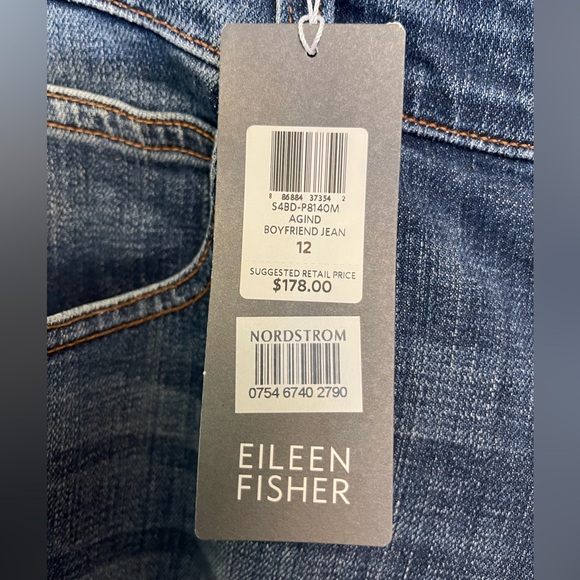 8 86884 37354 2
S4BD-P8140M
AGIND
BOYFRIEND JEAN
12
SUGGESTED RETAIL PRICE
$178.00
NORDSTROM
0754 6740 2790
EILEEN
FISHER